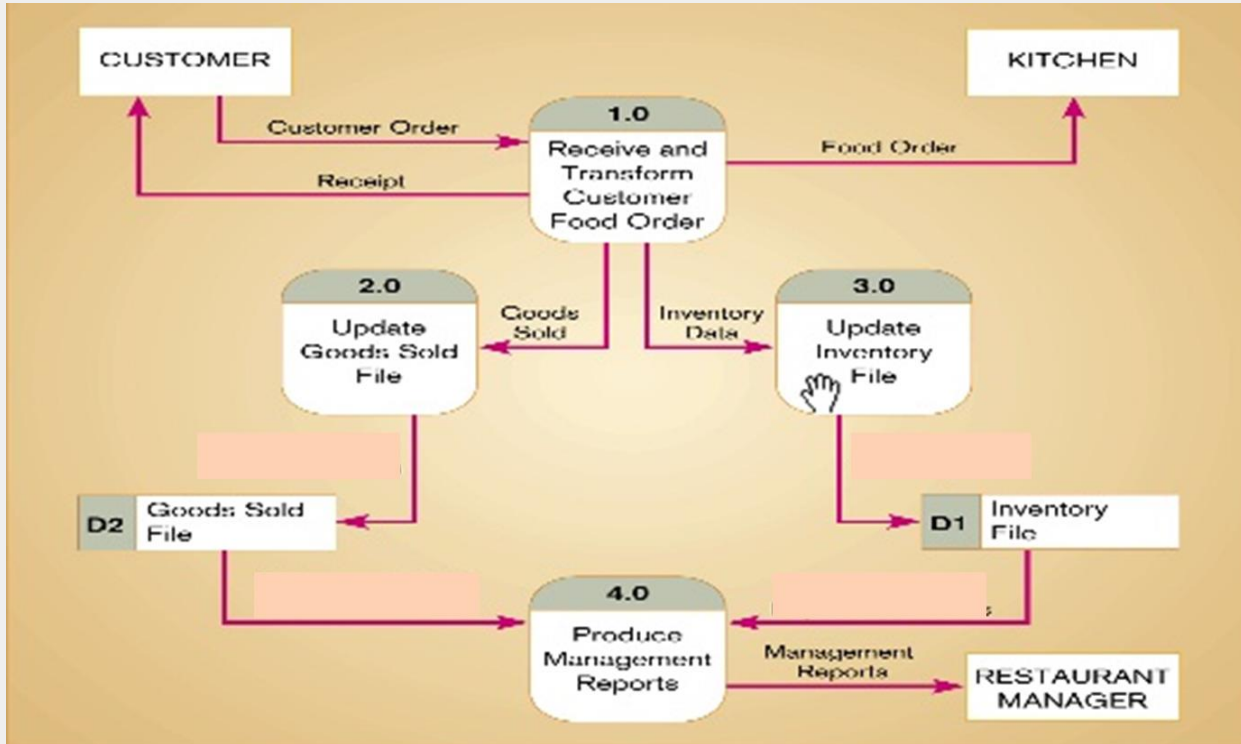 CUSTOMER
KITCHEN
1.0
Customer Order
Receive and
Transform
Customer
Food Order
Food Order
Receipt
2.0
Update
Goods Sold
File
Goods
Sold
Inventory
Data
3.0
Update
Inventory
File
D2
Goods Sold
File
D1
Inventory
File
4.0
Produce
Management
Reports
Management
Reports
RESTAURANT
MANAGER